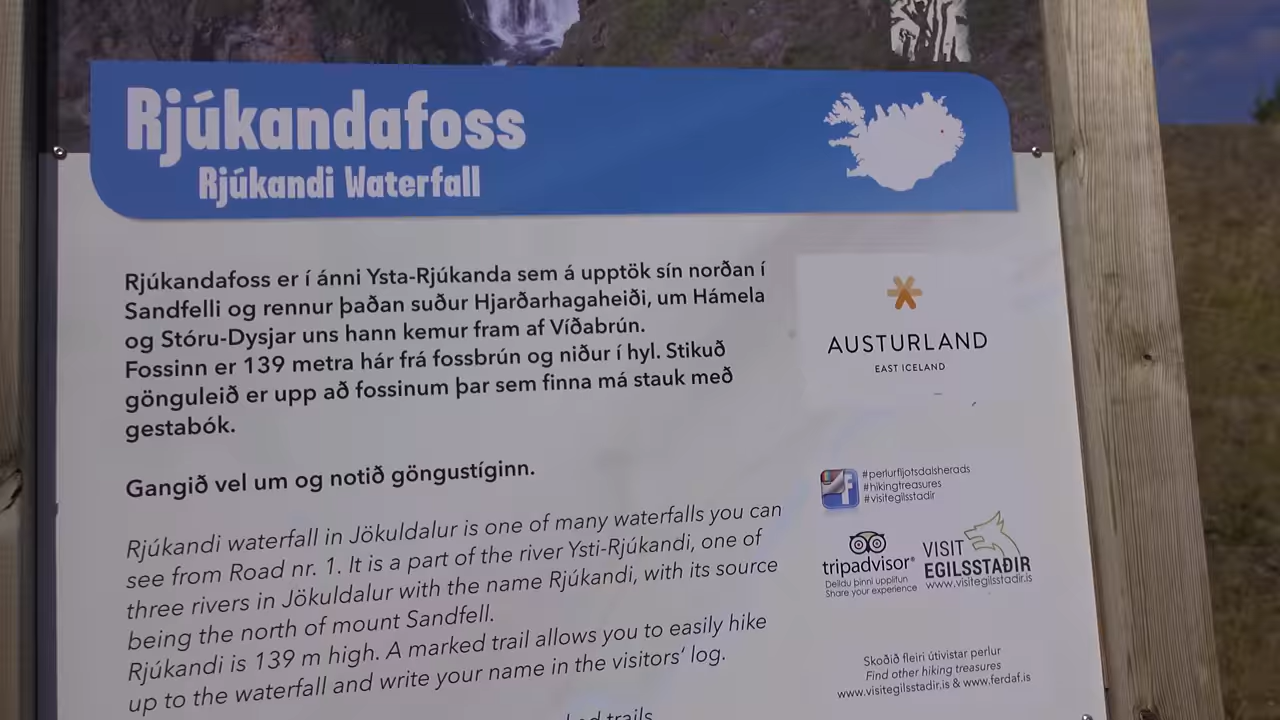 Rjúkandafoss
Rjúkandi Waterfall
Rjúkandafoss er í ánni Ysta-Rjúkanda sem á upptök sín norðan í
Sandfelli og rennur þaðan suður Hjarðarhagaheiði, um Hámela
og Stóru-Dysjar uns hann kemur fram af Víðabrún.
Fossinn er 139 metra hár frá fossbrún og niður í hyl. Stikuð
gönguleið er upp að fossinum þar sem finna má stauk með
gestabók.
Gangið vel um og notið göngustíginn.
Rjúkandi waterfall in Jökuldalur is one of many waterfalls you can
see from Road nr. 1. It is a part of the river Ysti-Rjúkandi, one of
three rivers in Jökuldalur with the name Rjúkandi, with its source
being the north of mount Sandfell.
Rjúkandi is 139 m high. A marked trail allows you to easily hike
up to the waterfall and write your name in the visitors' log.
trails
AUSTURLAND
EAST ICELAND
#perlurfljotsdalsherads
#hikingtreasures
#visitegilsstadir
tripadvisor®
Deildu þinni upplifun
Share your experience
VISIT
EGILSSTAÐIR
www.visitegilsstadir.is
Skoðið fleiri útivistar perlur
Find other hiking treasures
www.visitegilsstadir.is & www.ferdaf.is